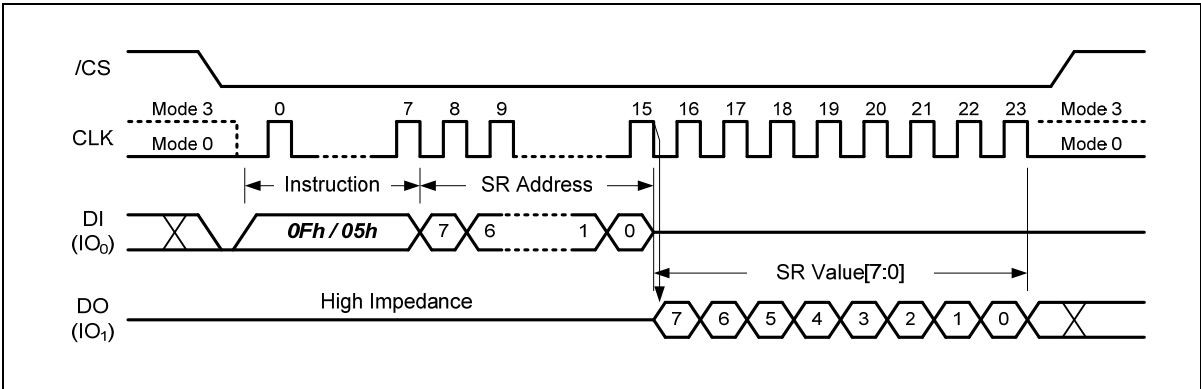 /CS
Mode 3 0 7 8 9 15 16 17 18 19 20 21 22 23 Mode 3
CLK
Mode 0 Mode 0
Instruction SR Address
DI
(IO₀)
0Fh / 05h 7 6 1 0
SR Value[7:0]
High Impedance
DO
(IO₁)
7 6 5 4 3 2 1 0